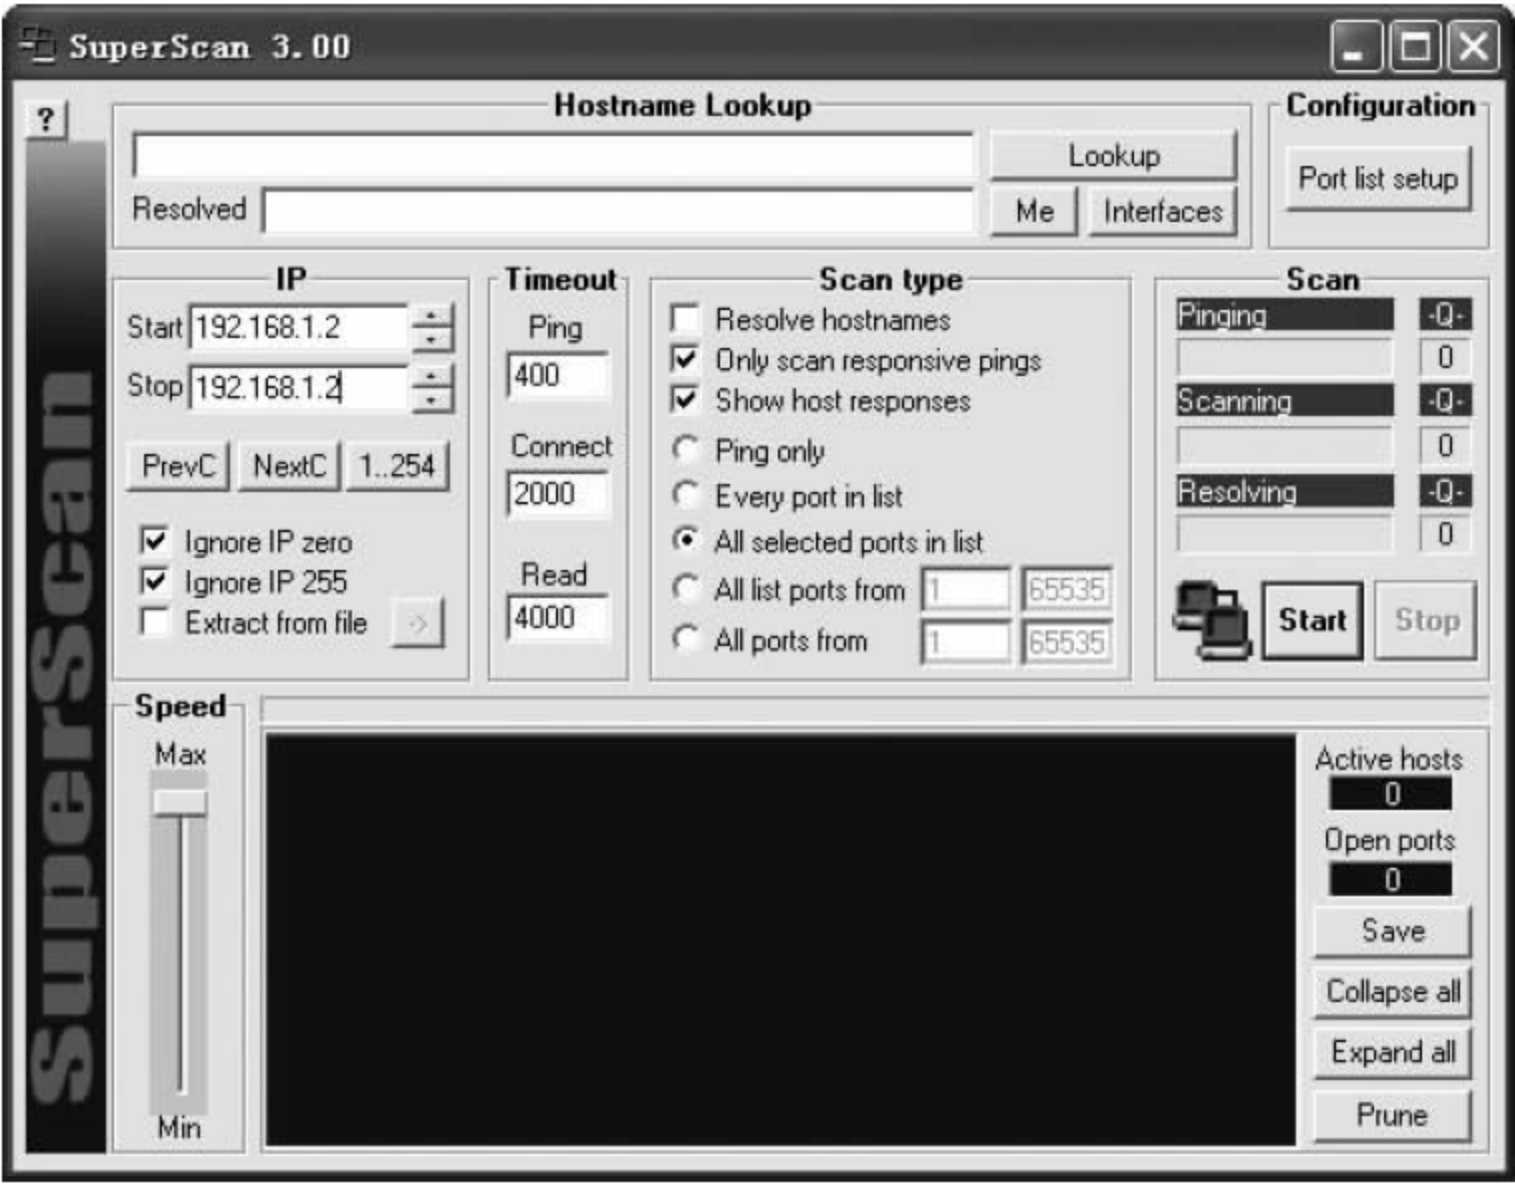 SuperScan 3.00
?
Hostname Lookup
Lookup
Resolved
Me
Interfaces
Configuration
Port list setup
IP
Start 192.168.1.2
Stop 192.168.1.2
PrevC
NextC
1..254
Ignore IP zero
Ignore IP 255
Extract from file
->
Timeout
Ping
400
Connect
2000
Read
4000
Scan type
Resolve hostnames
Only scan responsive pings
Show host responses
Ping only
Every port in list
All selected ports in list
All list ports from 1 65535
All ports from 1 65535
Scan
Pinging -Q-
0
Scanning -Q-
0
Resolving -Q-
0
Start
Stop
SuperScan
Speed
Max
Min
Active hosts
0
Open ports
0
Save
Collapse all
Expand all
Prune